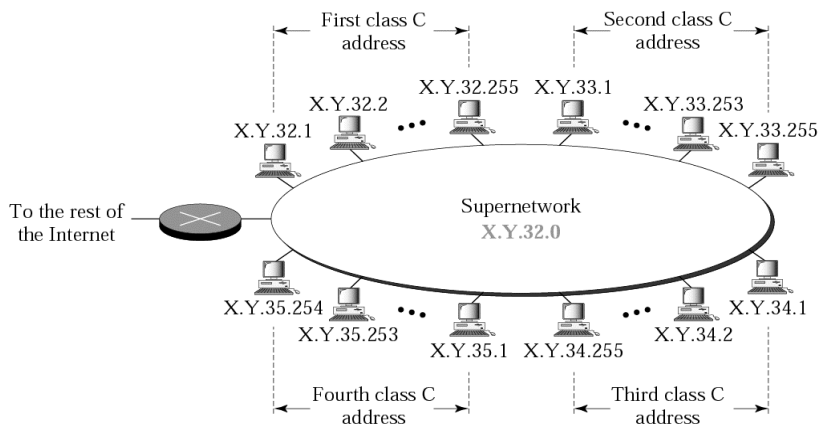 First class C
address
Second class C
address
X.Y.32.255
X.Y.33.1
X.Y.32.2
X.Y.33.253
X.Y.32.1
X.Y.33.255
To the rest of
the Internet
Supernetwork
X.Y.32.0
X.Y.35.254
X.Y.34.1
X.Y.35.253
X.Y.34.2
X.Y.35.1
X.Y.34.255
Fourth class C
address
Third class C
address